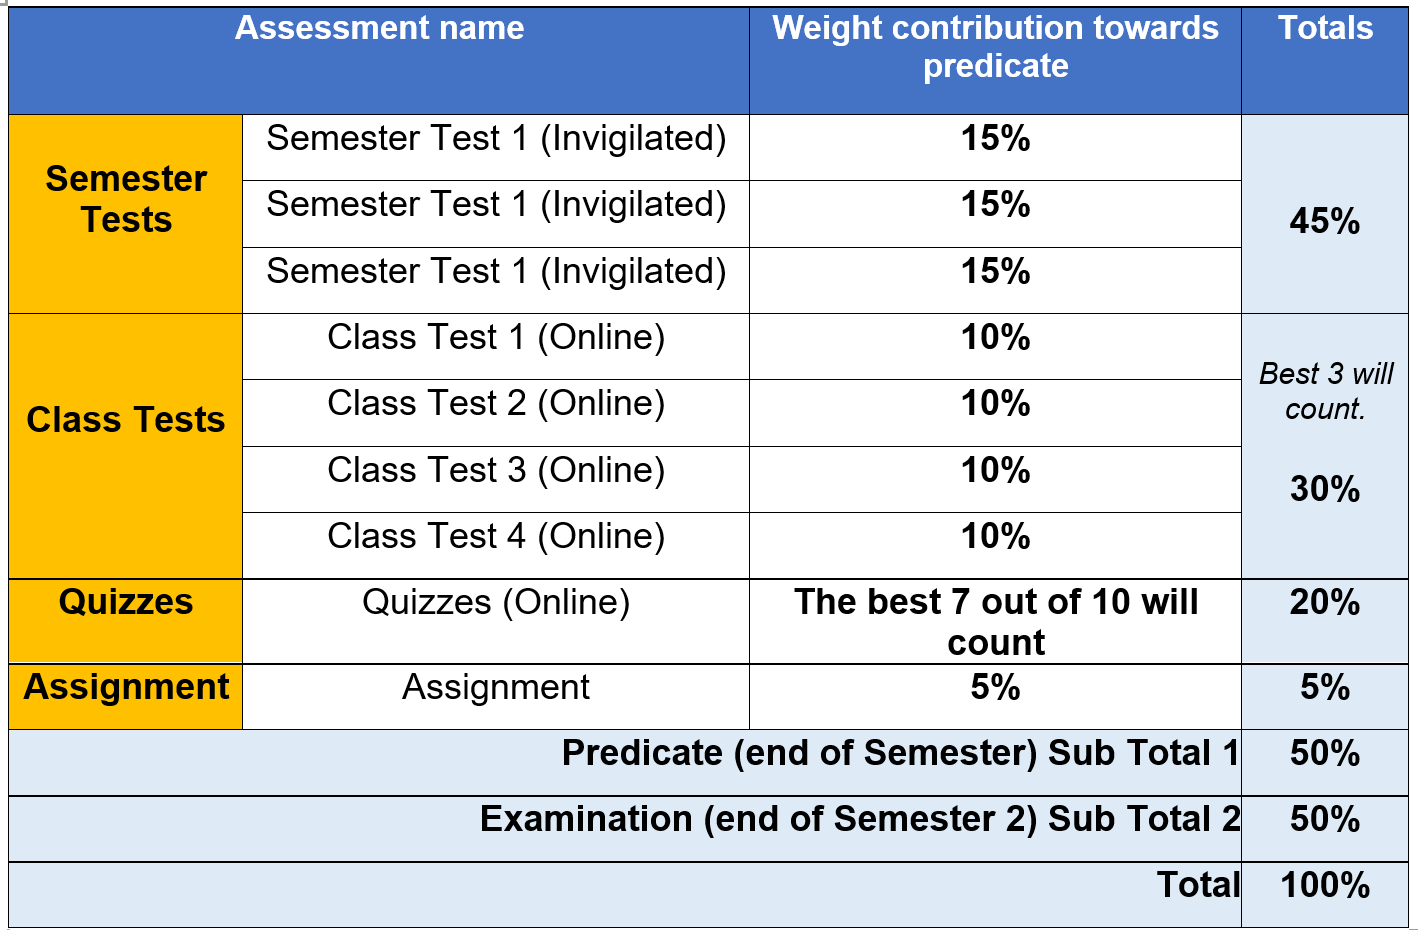 Assessment name
Weight contribution towards
predicate
Totals
Semester
Tests
Semester Test 1 (Invigilated)
15%
Semester Test 1 (Invigilated)
15%
Semester Test 1 (Invigilated)
15%
45%
Class Tests
Class Test 1 (Online)
10%
Class Test 2 (Online)
10%
Class Test 3 (Online)
10%
Class Test 4 (Online)
10%
Best 3 will
count.
30%
Quizzes
Quizzes (Online)
The best 7 out of 10 will
count
20%
Assignment
Assignment
5%
5%
Predicate (end of Semester) Sub Total 1
50%
Examination (end of Semester 2) Sub Total 2
50%
Total
100%